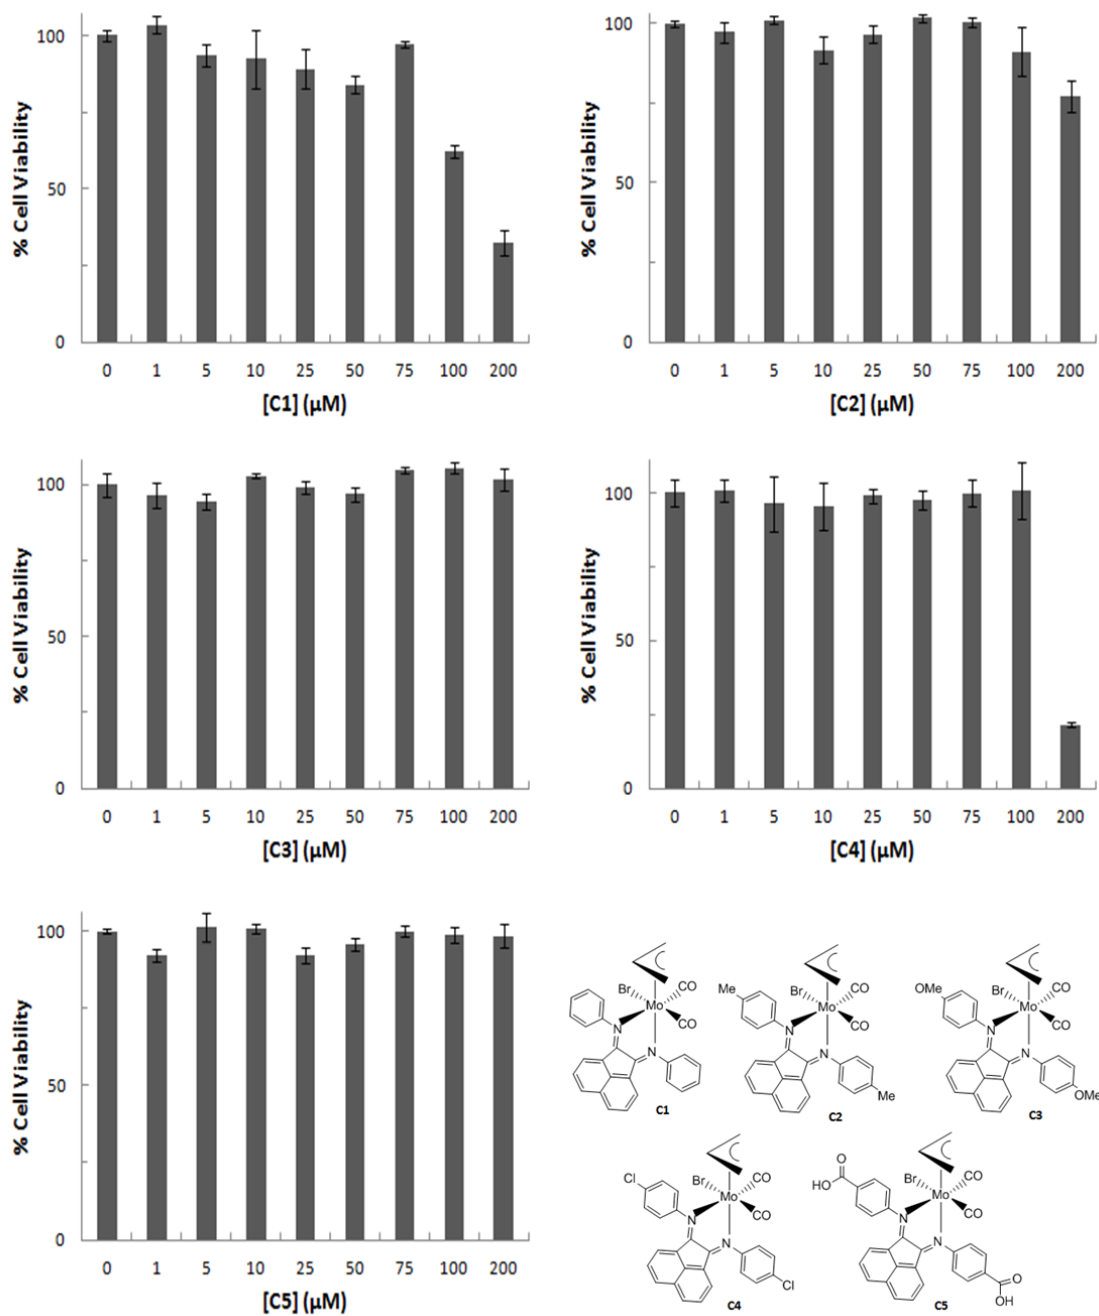 % Cell Viability
100
50
0
0 1 5 10 25 50 75 100 200
[C1] (µM)
% Cell Viability
100
50
0
0 1 5 10 25 50 75 100 200
[C2] (µM)
% Cell Viability
100
50
0
0 1 5 10 25 50 75 100 200
[C3] (µM)
% Cell Viability
100
50
0
0 1 5 10 25 50 75 100 200
[C4] (µM)
% Cell Viability
100
50
0
0 1 5 10 25 50 75 100 200
[C5] (µM)
Br CO
Mo
CO
N
N
C1
Me
Br CO
Mo
CO
N
N
Me
C2
OMe
Br CO
Mo
CO
N
N
OMe
C3
Cl
Br CO
Mo
CO
N
N
Cl
C4
O
HO
Br CO
Mo
CO
N
N
O
OH
C5